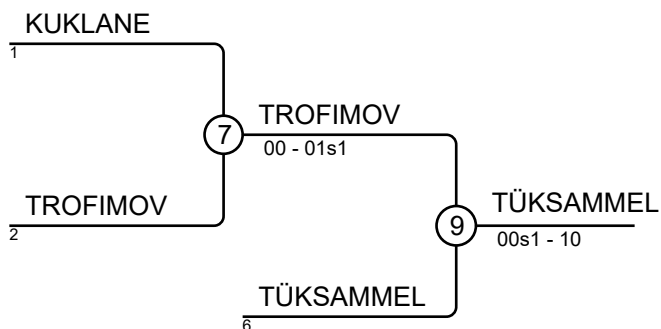 KUKLANE
1
7
TROFIMOV
00 - 01s1
TROFIMOV
2
9
TÜKSAMMEL
00s1 - 10
TÜKSAMMEL
6